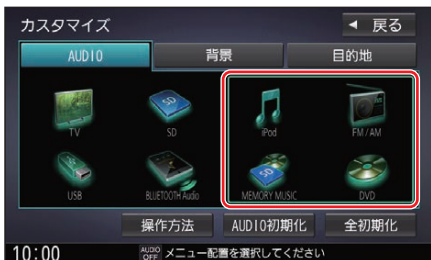 カスタマイズ
◄ 戻る
AUDIO 背景 目的地
TV SD iPod FM/AM
USB BLUETOOTH Audio MEMORY MUSIC DVD
操作方法 AUDIO初期化 全初期化
10:00 AUDIO OFF メニュー配置を選択してください